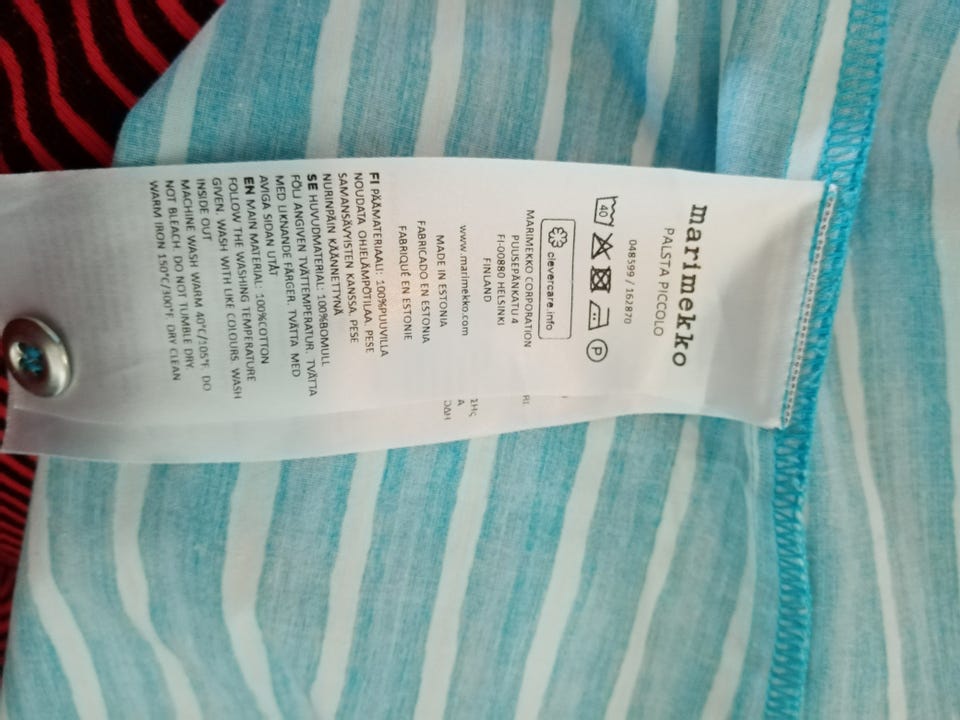 marimekko
PALSTA PICCOLO
048599 / 162870
40
P
clevercare.info
MARIMEKKO CORPORATION
PUUSEPÄNKATU 4
FI-00880 HELSINKI
FINLAND
www.marimekko.com
MADE IN ESTONIA
FABRICADO EN ESTONIA
FABRIQUÉ EN ESTONIE
FI PÄÄMATERIAALI: 100%PUUVILLA
NOUDATA OHJELÄMPÖTILAA. PESE
SAMANSÄVYISTEN KANSSA. PESE
NURINPÄIN KÄÄNNETTYNÄ
SE HUVUDMATERIAL: 100%BOMULL
FÖLJ ANGIVEN TVÄTTEMPERATUR. TVÄTTA
MED LIKNANDE FÄRGER. TVÄTTA MED
AVIGA SIDAN UTÅT
EN MAIN MATERIAL: 100%COTTON
FOLLOW THE WASHING TEMPERATURE
GIVEN. WASH WITH LIKE COLOURS. WASH
INSIDE OUT
MACHINE WASH WARM 40°C/105°F. DO
NOT BLEACH. DO NOT TUMBLE DRY.
WARM IRON 150°C/300°F. DRY CLEAN